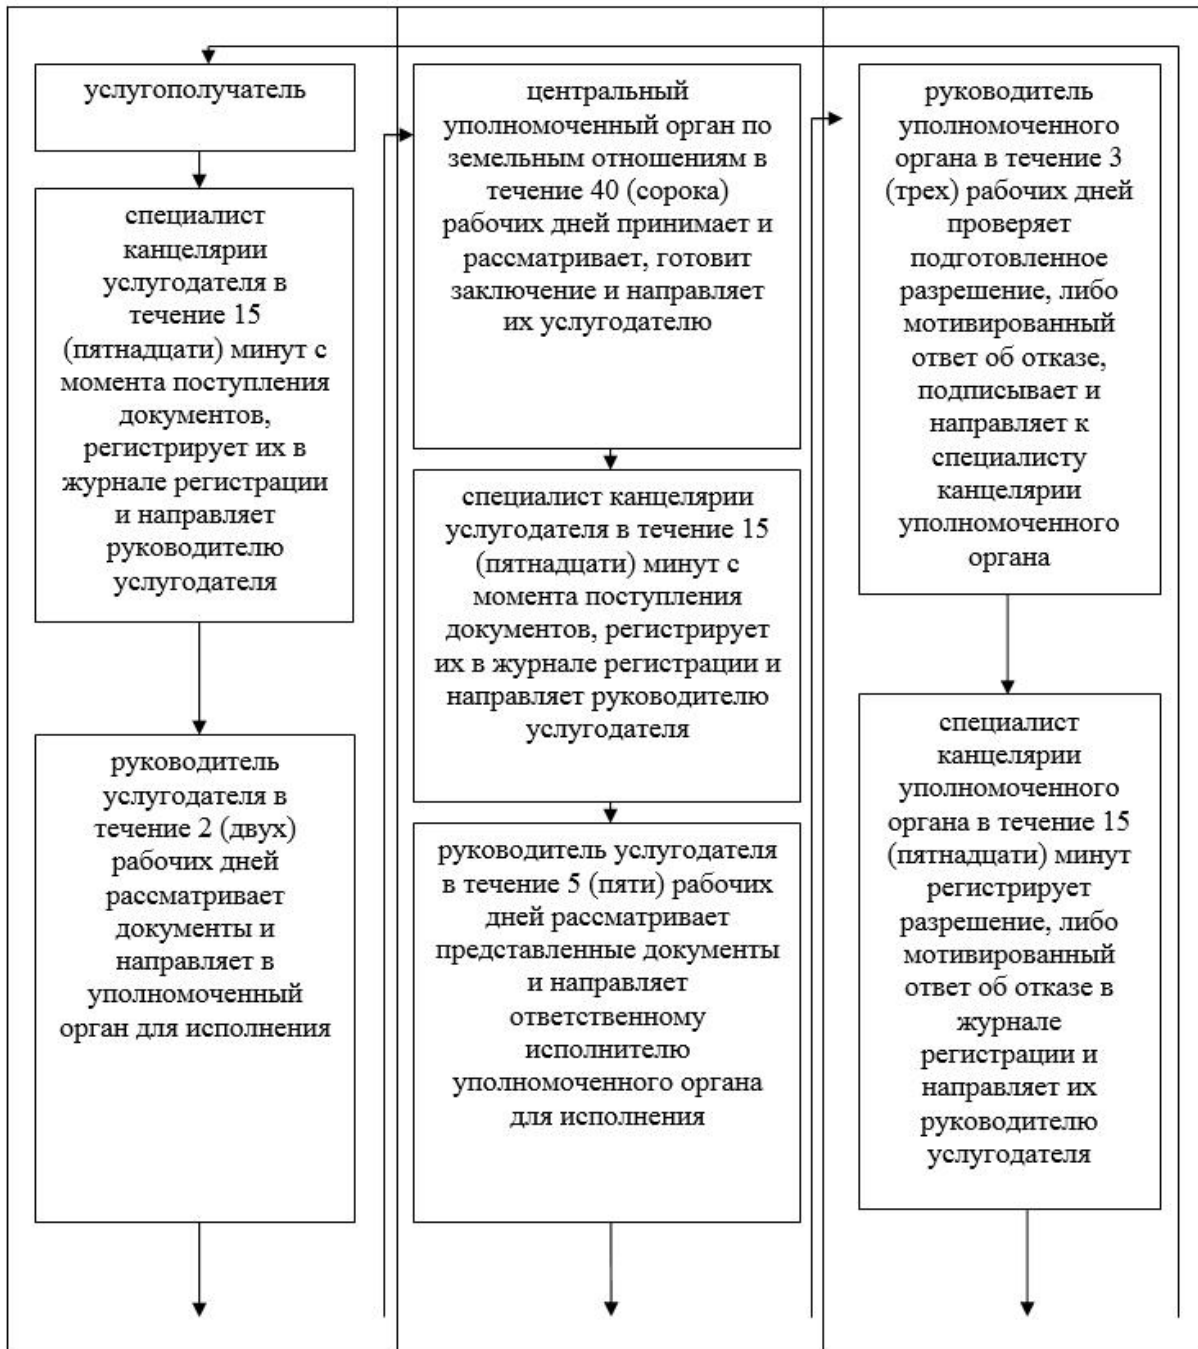 услугополучатель
специалист
канцелярии
услугодателя в
течение 15
(пятнадцати) минут с
момента поступления
документов,
регистрирует их в
журнале регистрации
и направляет
руководителю
услугодателя
руководитель
услугодателя в
течение 2 (двух)
рабочих дней
рассматривает
документы и
направляет в
уполномоченный
орган для исполнения
центральный
уполномоченный орган по
земельным отношениям в
течение 40 (сорока)
рабочих дней принимает и
рассматривает, готовит
заключение и направляет
их услугодателю
специалист канцелярии
услугодателя в течение 15
(пятнадцати) минут с
момента поступления
документов, регистрирует
их в журнале регистрации и
направляет руководителю
услугодателя
руководитель услугодателя
в течение 5 (пяти) рабочих
дней рассматривает
представленные документы
и направляет
ответственному
исполнителю
уполномоченного органа
для исполнения
руководитель
уполномоченного
органа в течение 3
(трех) рабочих дней
проверяет
подготовленное
разрешение, либо
мотивированный
ответ об отказе,
подписывает и
направляет к
специалисту
канцелярии
уполномоченного
органа
специалист
канцелярии
уполномоченного
органа в течение 15
(пятнадцати) минут
регистрирует
разрешение, либо
мотивированный
ответ об отказе в
журнале
регистрации и
направляет их
руководителю
услугодателя